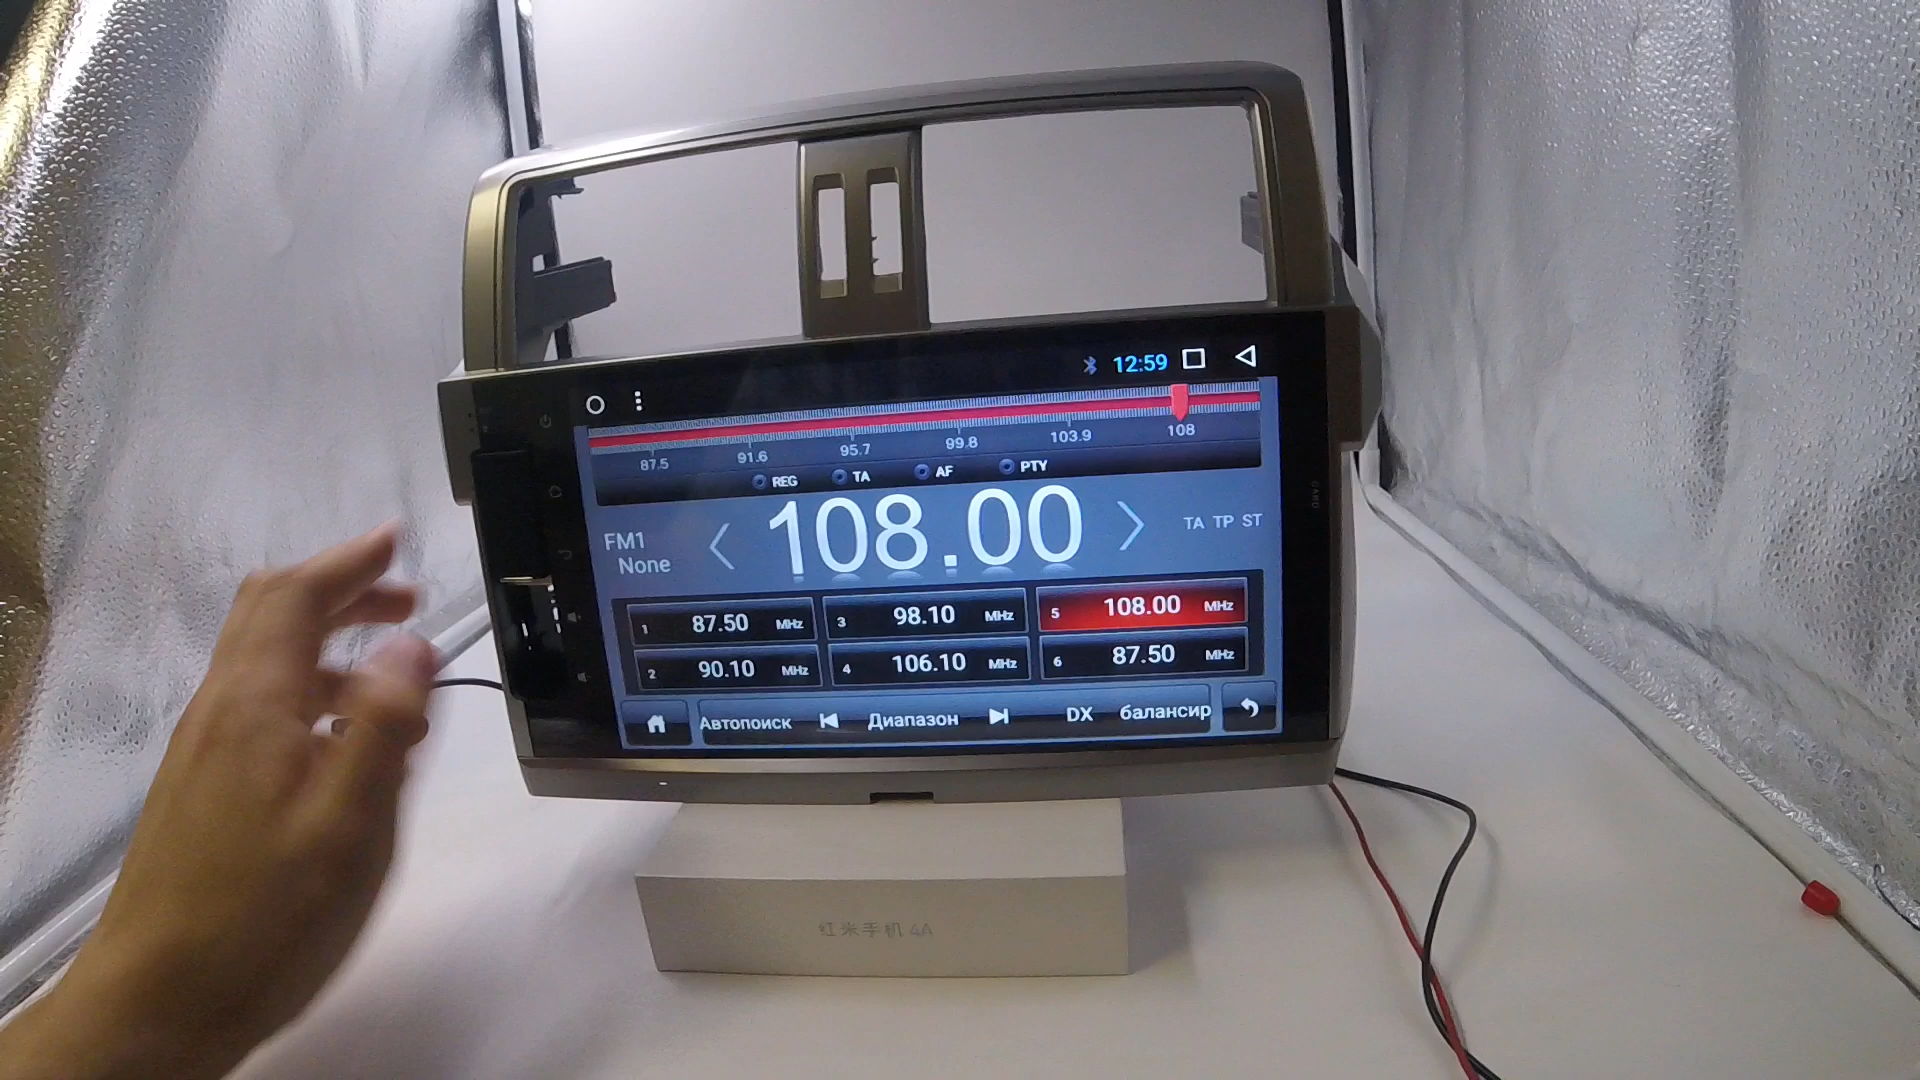 12:59
87.5 91.6 95.7 99.8 103.9 108
REG TA AF PTY
FM1
None
108.00
TA TP ST
1 87.50 MHz
3 98.10 MHz
5 108.00 MHz
2 90.10 MHz
4 106.10 MHz
6 87.50 MHz
Автопоиск Диапазон DX балансир
红米手机 4A